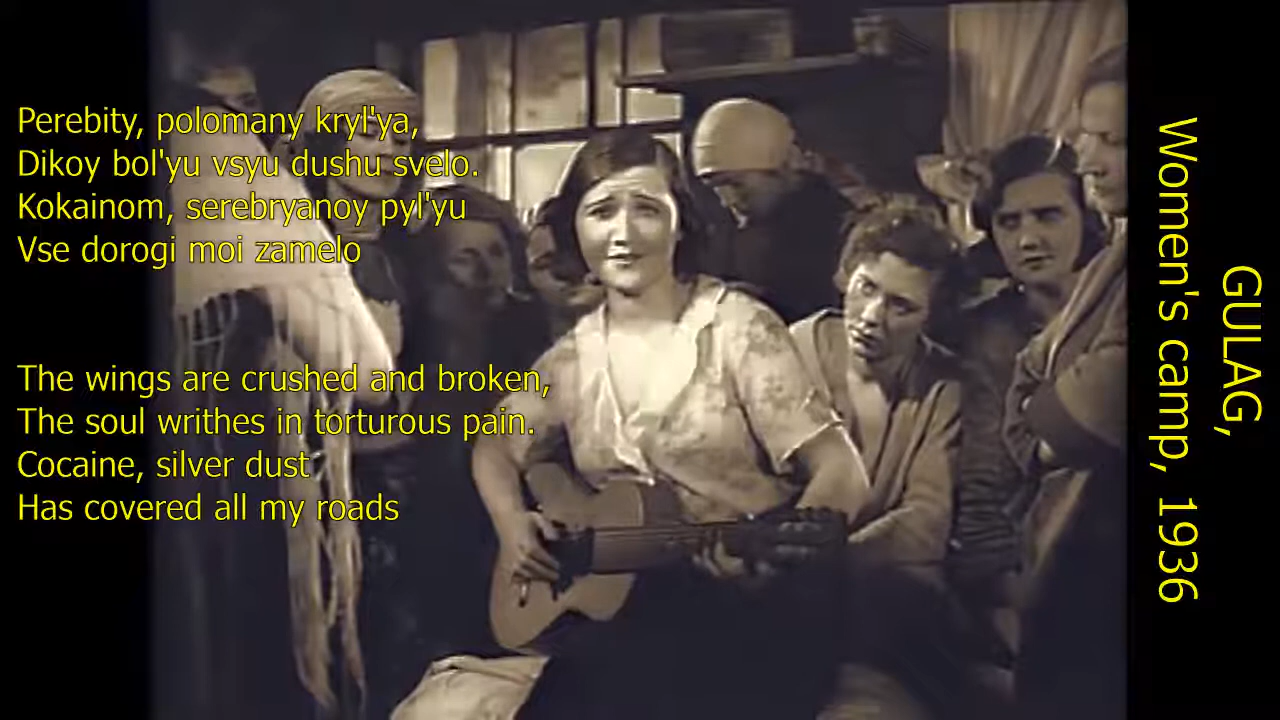 Perebity, polomany kryl'ya,
Dikoy bol'yu vsyu dushu svelo.
Kokainom, serebryanoy pyl'yu
Vse dorogi moi zamelo
The wings are crushed and broken,
The soul writhes in torturous pain.
Cocaine, silver dust
Has covered all my roads
GULAG,
Women's camp, 1936